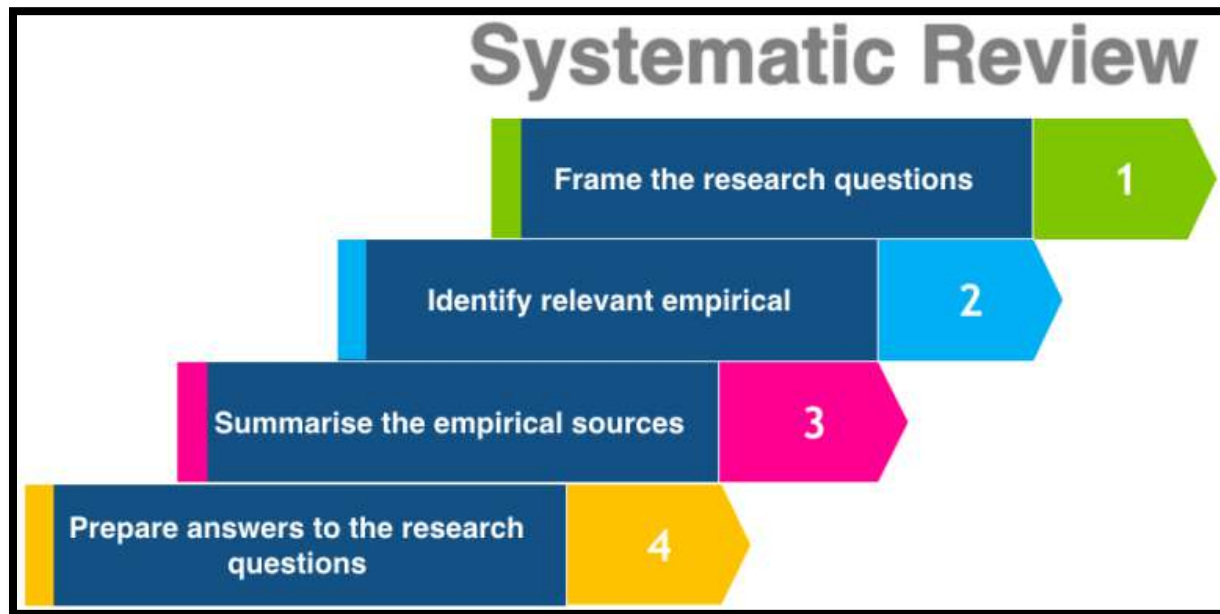 Systematic Review
Frame the research questions
1
Identify relevant empirical
2
Summarise the empirical sources
3
Prepare answers to the research
questions
4